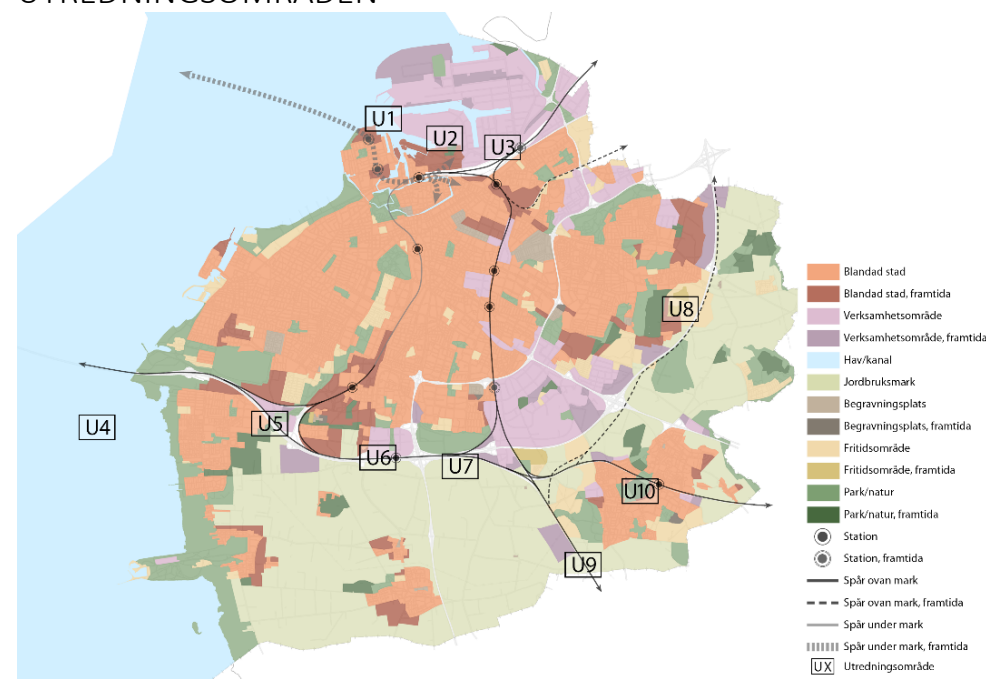 UTREDNINGSOMRÅDEN
U1
U2
U3
U8
U4
U5
U6
U7
U10
U9
Blandad stad
Blandad stad, framtida
Verksamhetsområde
Verksamhetsområde, framtida
Hav/kanal
Jordbruksmark
Begravningsplats
Begravningsplats, framtida
Fritidsområde
Fritidsområde, framtida
Park/natur
Park/natur, framtida
Station
Station, framtida
Spår ovan mark
Spår ovan mark, framtida
Spår under mark
Spår under mark, framtida
UX Utredningsområde